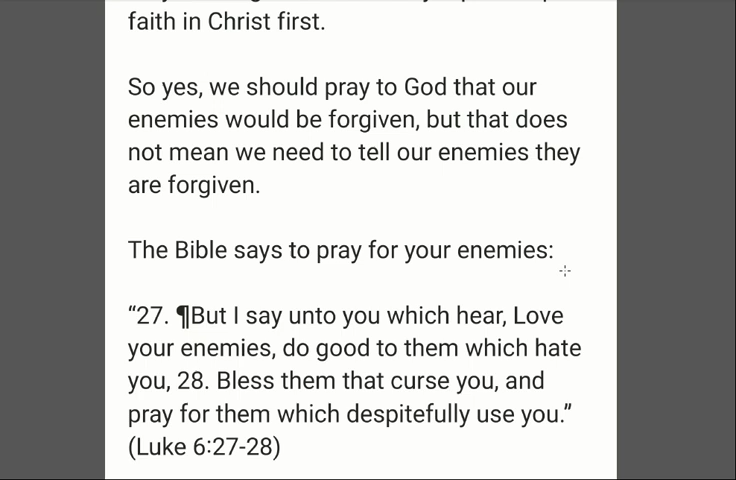 faith in Christ first.
So yes, we should pray to God that our
enemies would be forgiven, but that does
not mean we need to tell our enemies they
are forgiven.
The Bible says to pray for your enemies:
“27. ¶But I say unto you which hear, Love
your enemies, do good to them which hate
you, 28. Bless them that curse you, and
pray for them which despitefully use you.”
(Luke 6:27-28)